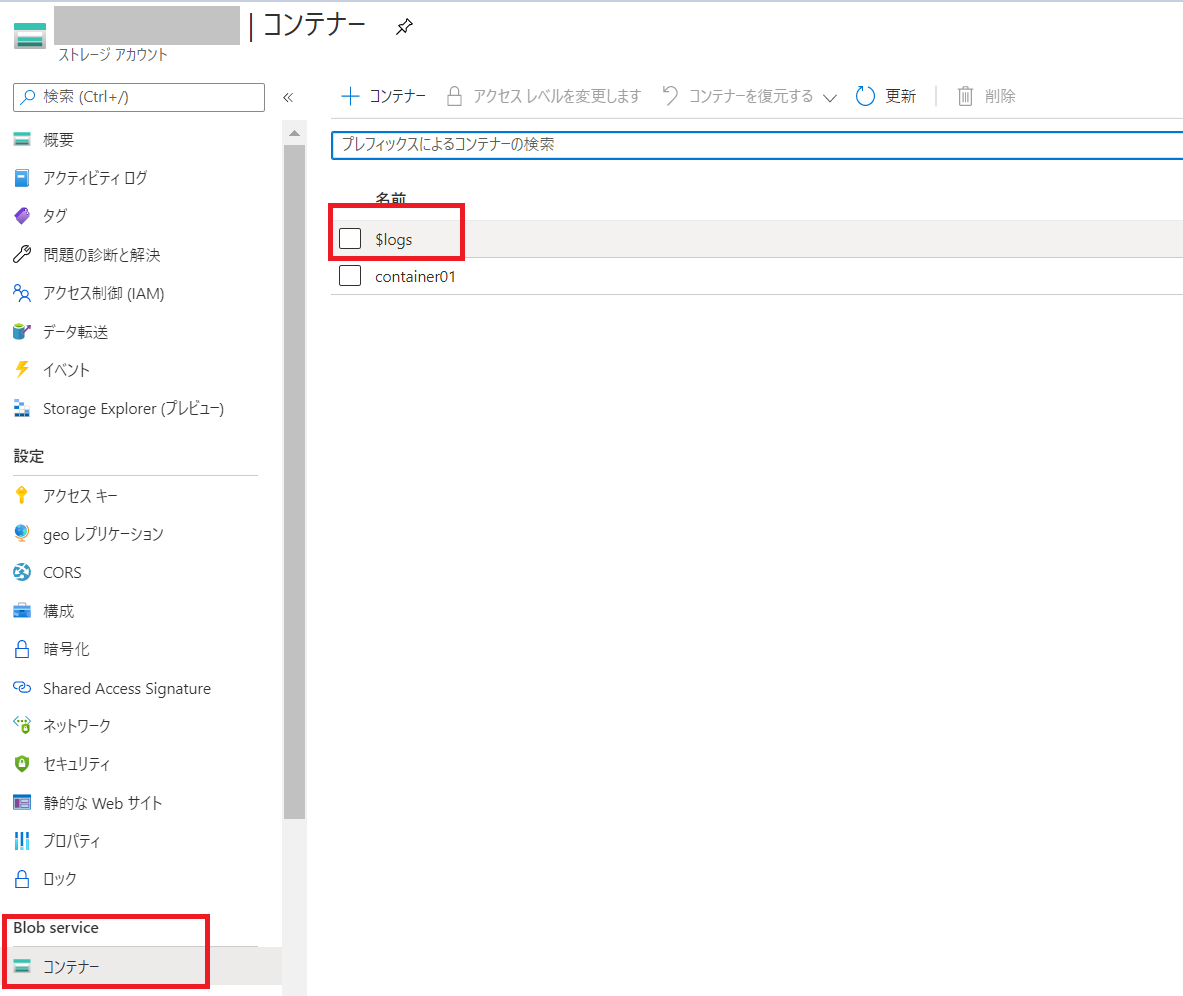 | コンテナー
ストレージ アカウント
検索 (Ctrl+/)
«
概要
アクティビティ ログ
タグ
問題の診断と解決
アクセス制御 (IAM)
データ転送
イベント
Storage Explorer (プレビュー)
設定
アクセス キー
geo レプリケーション
CORS
構成
暗号化
Shared Access Signature
ネットワーク
セキュリティ
静的な Web サイト
プロパティ
ロック
Blob service
コンテナー
コンテナー アクセス レベルを変更します コンテナーを復元する 更新 削除
プレフィックスによるコンテナーの検索
名前
$logs
container01